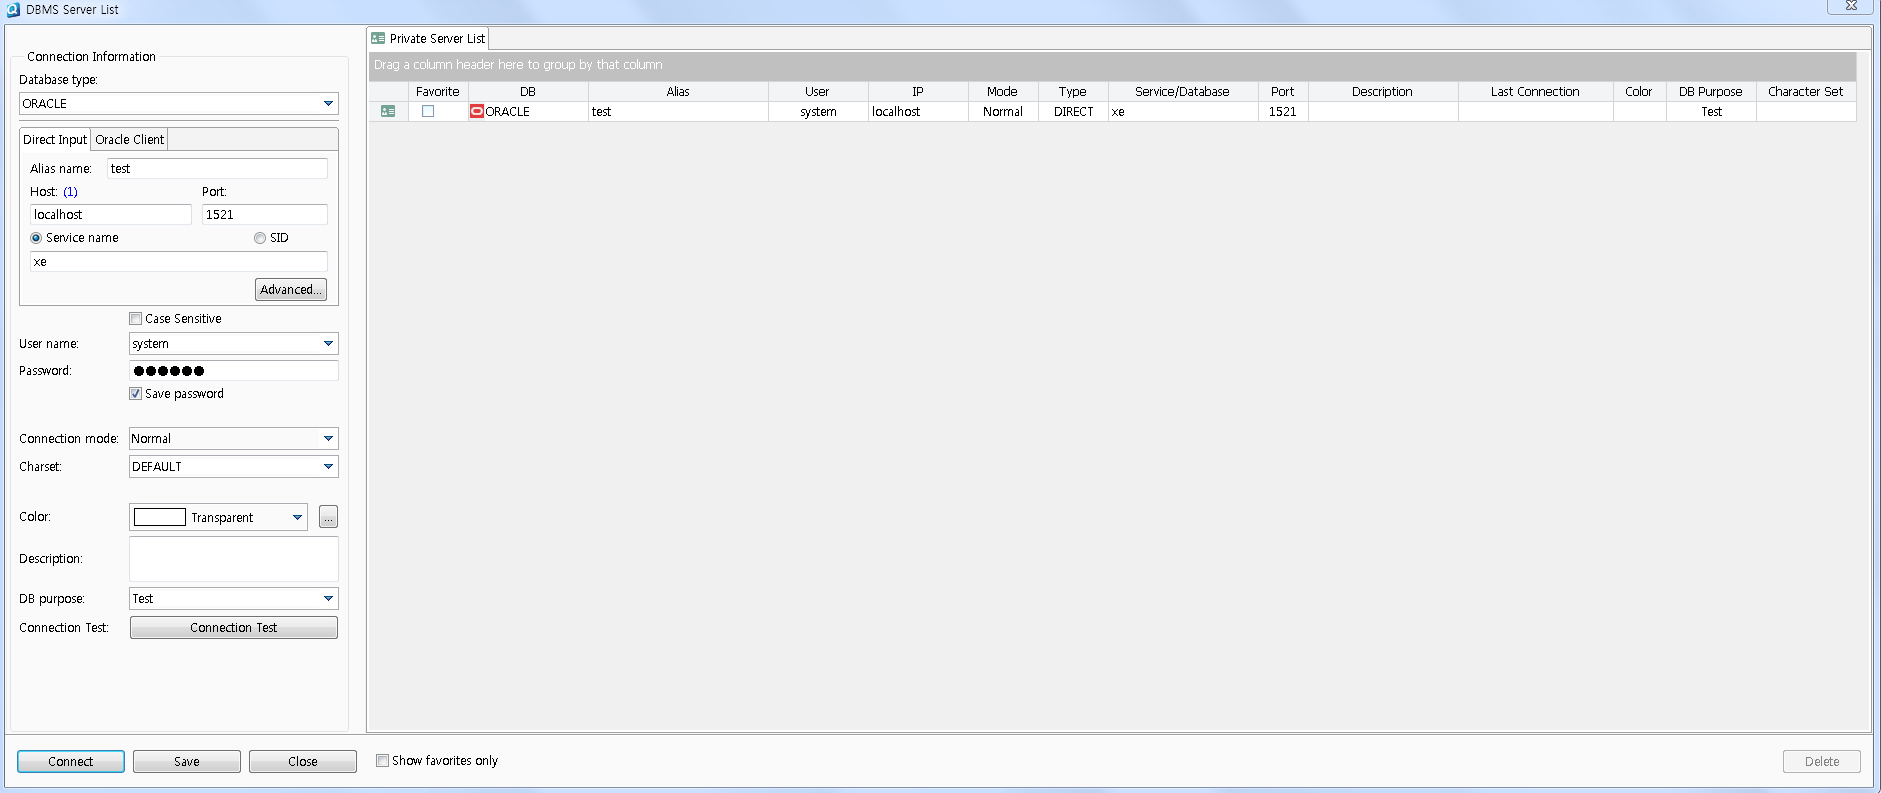 DBMS Server List
Connection Information
Database type:
ORACLE
Direct Input Oracle Client
Alias name: test
Host: (1) Port:
localhost 1521
Service name SID
xe
Advanced...
Case Sensitive
User name: system
Password: ●●●●●●
Save password
Connection mode: Normal
Charset: DEFAULT
Color: Transparent ...
Description:
DB purpose: Test
Connection Test: Connection Test
Private Server List
Drag a column header here to group by that column
Favorite DB Alias User IP Mode Type Service/Database Port Description Last Connection Color DB Purpose Character Set
ORACLE test system localhost Normal DIRECT xe 1521 Test
Connect Save Close Show favorites only Delete